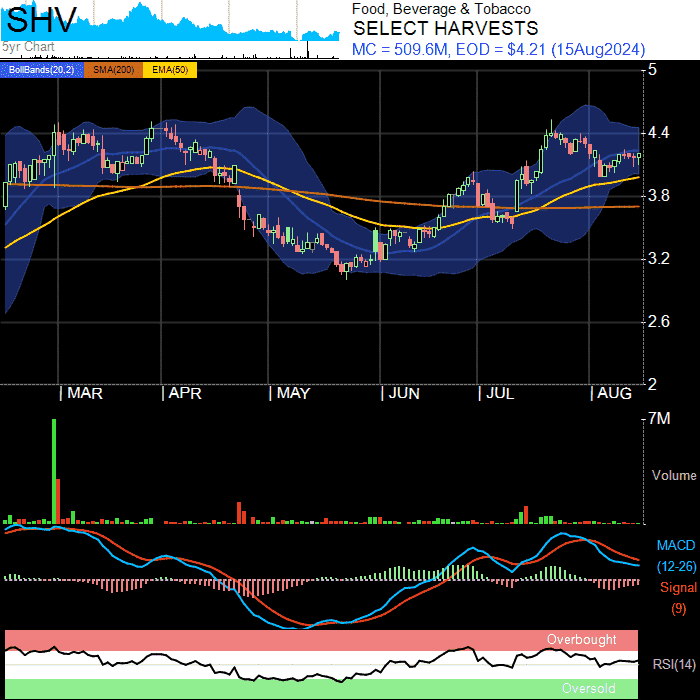 SHV
5yr Chart
Food, Beverage & Tobacco
SELECT HARVESTS
MC = 509.6M, EOD = $4.21 (15Aug2024)
BollBands(20,2) SMA(200) EMA(50)
5
4.4
3.8
3.2
2.6
2
MAR APR MAY JUN JUL AUG
7M
Volume
MACD
(12-26)
Signal
(9)
Overbought
RSI(14)
Oversold